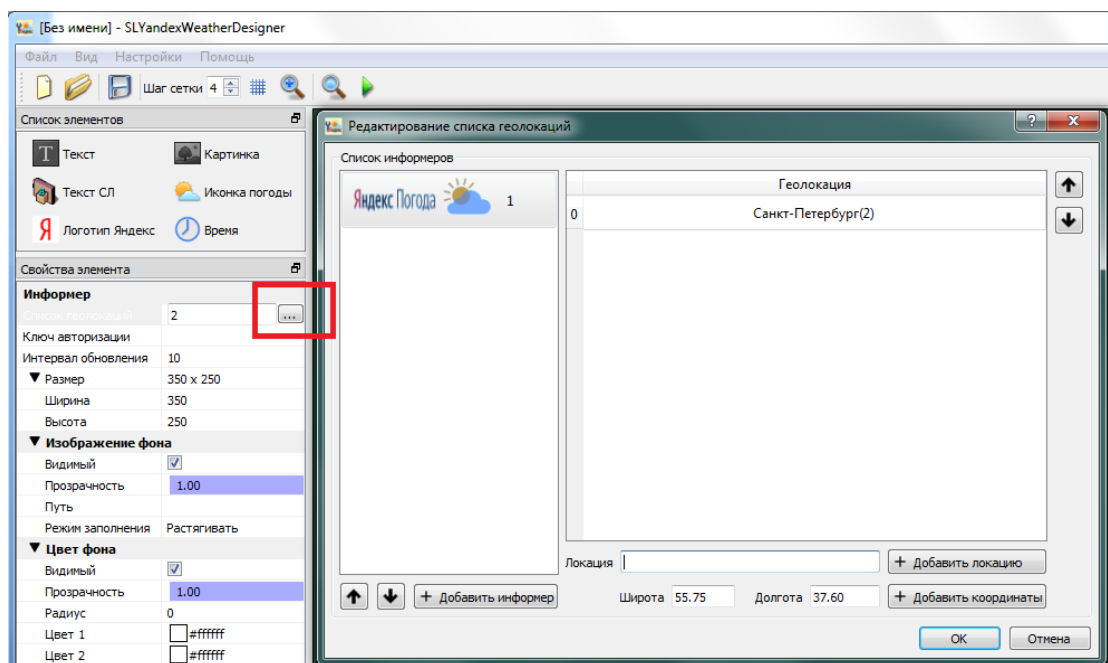 [Без имени] - SLYandexWeatherDesigner
Файл Вид Настройки Помощь
Шаг сетки 4
Список элементов
Т Текст Картинка
Текст СЛ Иконка погоды
Я Логотип Яндекс Время
Свойства элемента
Информер
Список геолокаций 2 ...
Ключ авторизации
Интервал обновления 10
Размер 350 x 250
Ширина 350
Высота 250
Изображение фона
Видимый
Прозрачность 1.00
Путь
Режим заполнения Растягивать
Цвет фона
Видимый
Прозрачность 1.00
Радиус 0
Цвет 1 #ffffff
Цвет 2 #ffffff
Редактирование списка геолокаций
Список информеров
Яндекс Погода 1
Геолокация
0 Санкт-Петербург(2)
Локация + Добавить локацию
+ Добавить информер Широта 55.75 Долгота 37.60 + Добавить координаты
OK Отмена